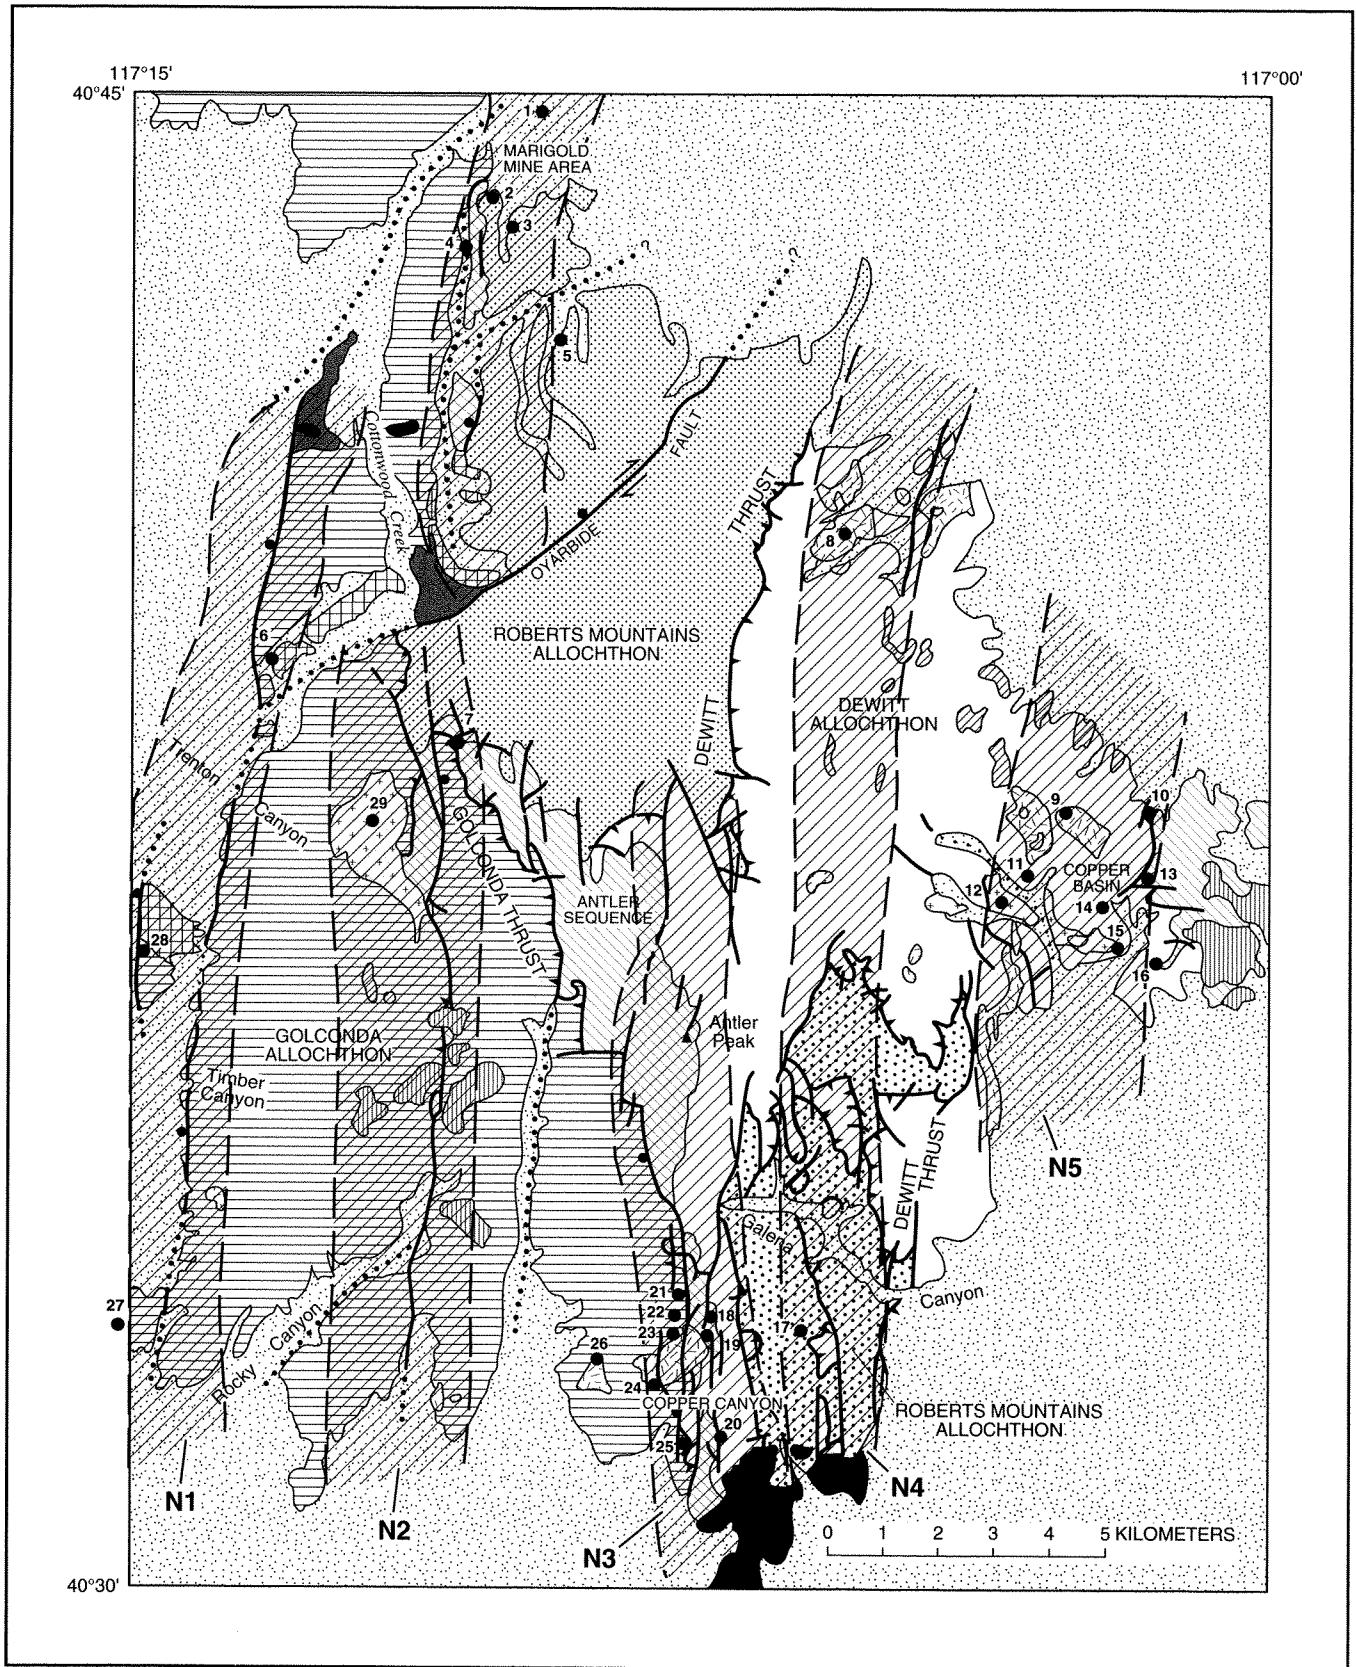 117°15'
117°00'
40°45'
1
MARIGOLD
MINE AREA
2
3
4
?
?
5
Cottonwood Creek
FAULT
OYARBIDE
THRUST
DEWITT
8
6
ROBERTS MOUNTAINS
ALLOCHTHON
DEWITT
ALLOCHTHON
7
Trenton
Canyon
29
GOLCONDA THRUST
9
10
11
COPPER
BASIN
12
13
14
15
16
ANTLER
SEQUENCE
28
Antler
Peak
GOLCONDA
ALLOCHTHON
Timber
Canyon
N5
DEWITT
THRUST
Galena
Canyon
27
21
22
23
18
19
17
26
24
Rocky
Canyon
COPPER CANYON
20
25
ROBERTS MOUNTAINS
ALLOCHTHON
N1
N2
N3
N4
0 1 2 3 4 5 KILOMETERS
40°30'